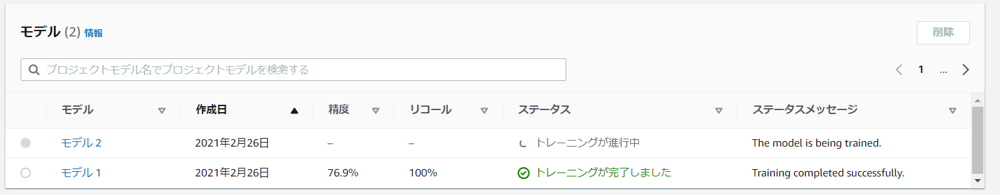 モデル (2) 情報
削除
プロジェクトモデル名でプロジェクトモデルを検索する
1 ...
モデル 作成日 精度 リコール ステータス ステータスメッセージ
モデル 2 2021年2月26日 – – トレーニングが進行中 The model is being trained.
モデル 1 2021年2月26日 76.9% 100% トレーニングが完了しました Training completed successfully.